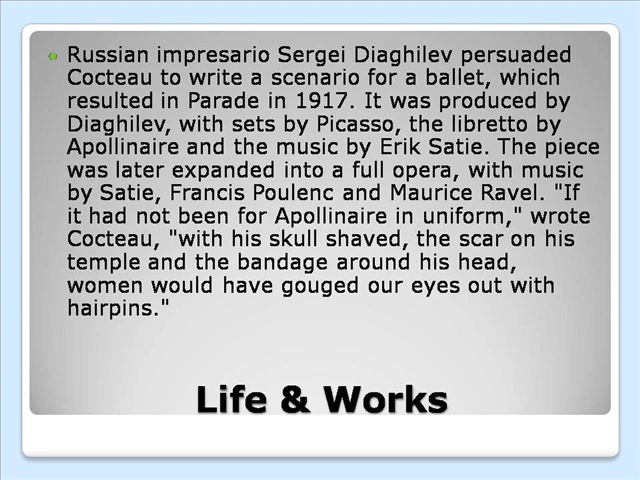 Russian impresario Sergei Diaghilev persuaded
Cocteau to write a scenario for a ballet, which
resulted in Parade in 1917. It was produced by
Diaghilev, with sets by Picasso, the libretto by
Apollinaire and the music by Erik Satie. The piece
was later expanded into a full opera, with music
by Satie, Francis Poulenc and Maurice Ravel. "If
it had not been for Apollinaire in uniform," wrote
Cocteau, "with his skull shaved, the scar on his
temple and the bandage around his head,
women would have gouged our eyes out with
hairpins."
Life & Works